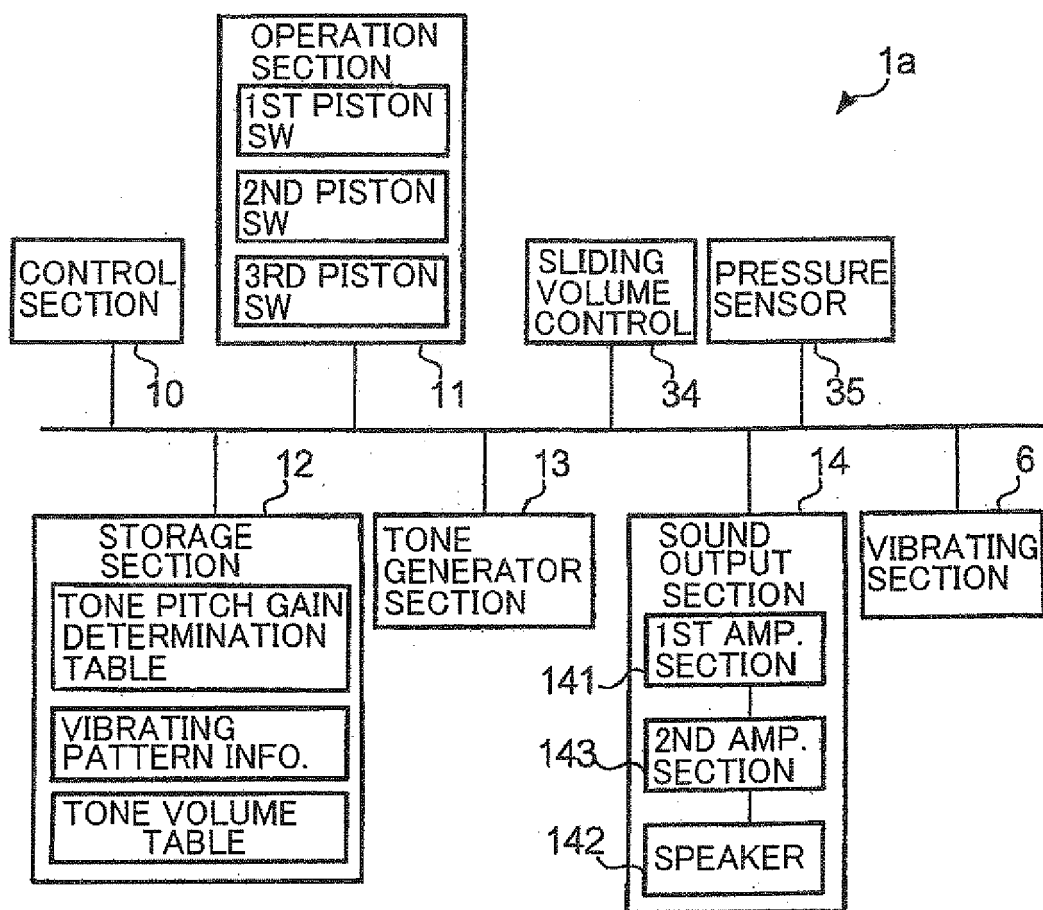 1a
OPERATION
SECTION
1ST PISTON
SW
2ND PISTON
SW
3RD PISTON
SW
CONTROL
SECTION
SLIDING
VOLUME
CONTROL
PRESSURE
SENSOR
10
11
34
35
12
13
14
6
STORAGE
SECTION
TONE PITCH GAIN
DETERMINATION
TABLE
VIBRATING
PATTERN INFO.
TONE VOLUME
TABLE
TONE
GENERATOR
SECTION
SOUND
OUTPUT
SECTION
1ST AMP.
SECTION
141
2ND AMP.
SECTION
143
SPEAKER
142
VIBRATING
SECTION